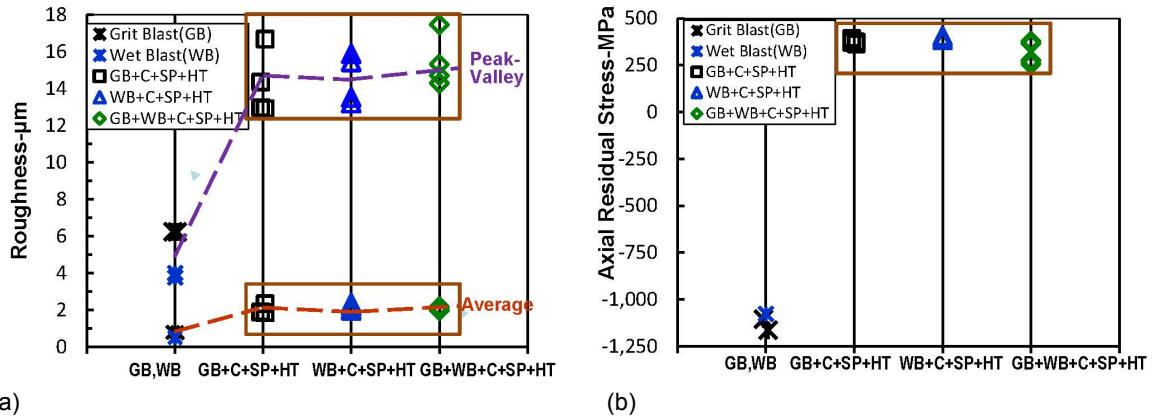 18
16
14
12
10
8
6
4
2
0
Roughness-µm
Grit Blast(GB)
Wet Blast(WB)
GB+C+SP+HT
WB+C+SP+HT
GB+WB+C+SP+HT
Peak-
Valley
Average
GB,WB
GB+C+SP+HT
WB+C+SP+HT
GB+WB+C+SP+HT
a)
500
250
0
-250
-500
-750
-1,000
-1,250
Axial Residual Stress-MPa
Grit Blast(GB)
Wet Blast(WB)
GB+C+SP+HT
WB+C+SP+HT
GB+WB+C+SP+HT
GB,WB
GB+C+SP+HT
WB+C+SP+HT
GB+WB+C+SP+HT
(b)